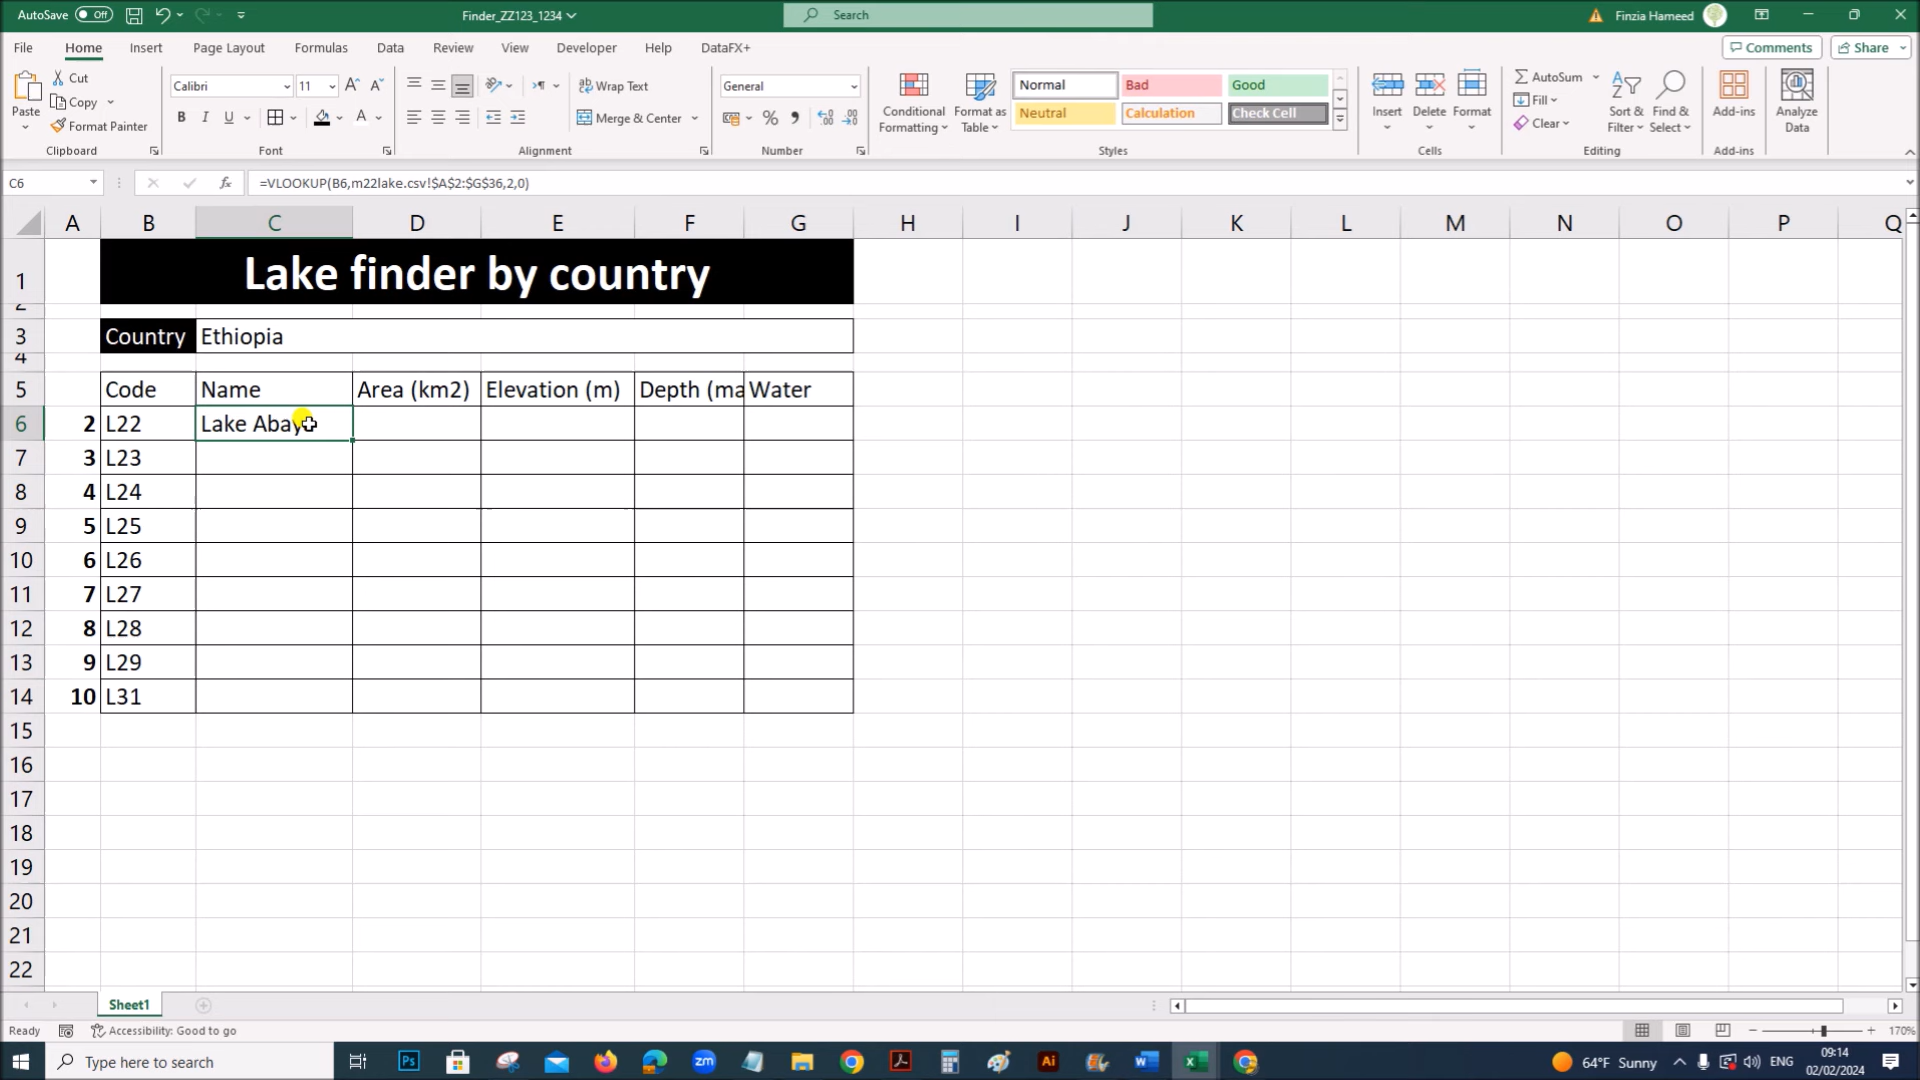 AutoSave Off Finder_ZZ123_1234 Search Finzia Hameed
File Home Insert Page Layout Formulas Data Review View Developer Help DataFX+ Comments Share
Paste Cut Copy Format Painter Clipboard
Calibri 11 B I U A Font
Wrap Text Merge & Center Alignment
General % Number
Conditional Formatting Format as Table
Normal Bad Good
Neutral Calculation Check Cell
Styles
Insert Delete Format
Cells
AutoSum Fill Clear Sort & Filter Find & Select
Editing
Add-ins
Add-ins
Analyze Data
C6 fx =VLOOKUP(B6,m22lake.csv!$A$2:$G$36,2,0)
A B C D E F G H I J K L M N O P Q
1 Lake finder by country
2
3 Country Ethiopia
4
5 Code Name Area (km2) Elevation (m) Depth (ma Water
6 2 L22 Lake Abay
7 3 L23
8 4 L24
9 5 L25
10 6 L26
11 7 L27
12 8 L28
13 9 L29
14 10 L31
15
16
17
18
19
20
21
22
Sheet1
Ready Accessibility: Good to go 170%
Type here to search Ps zm Ai 64°F Sunny ENG 09:14
02/02/2024